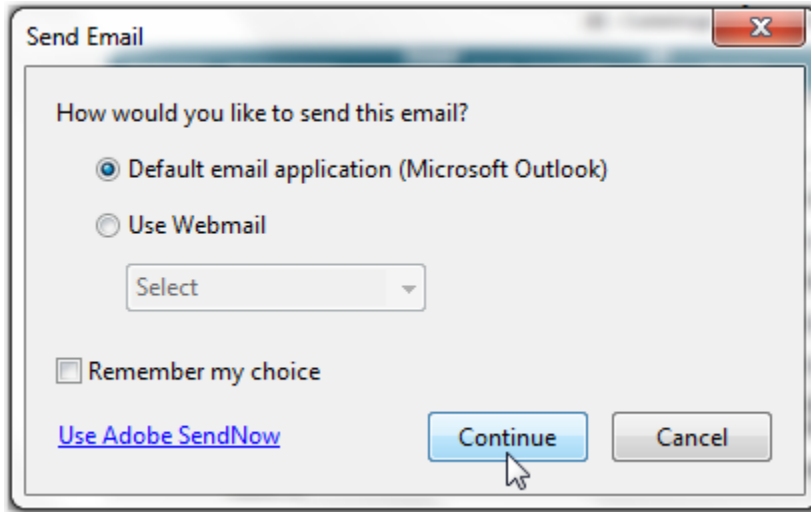 Send Email
How would you like to send this email?
Default email application (Microsoft Outlook)
Use Webmail
Select
Remember my choice
Use Adobe SendNow
Continue
Cancel